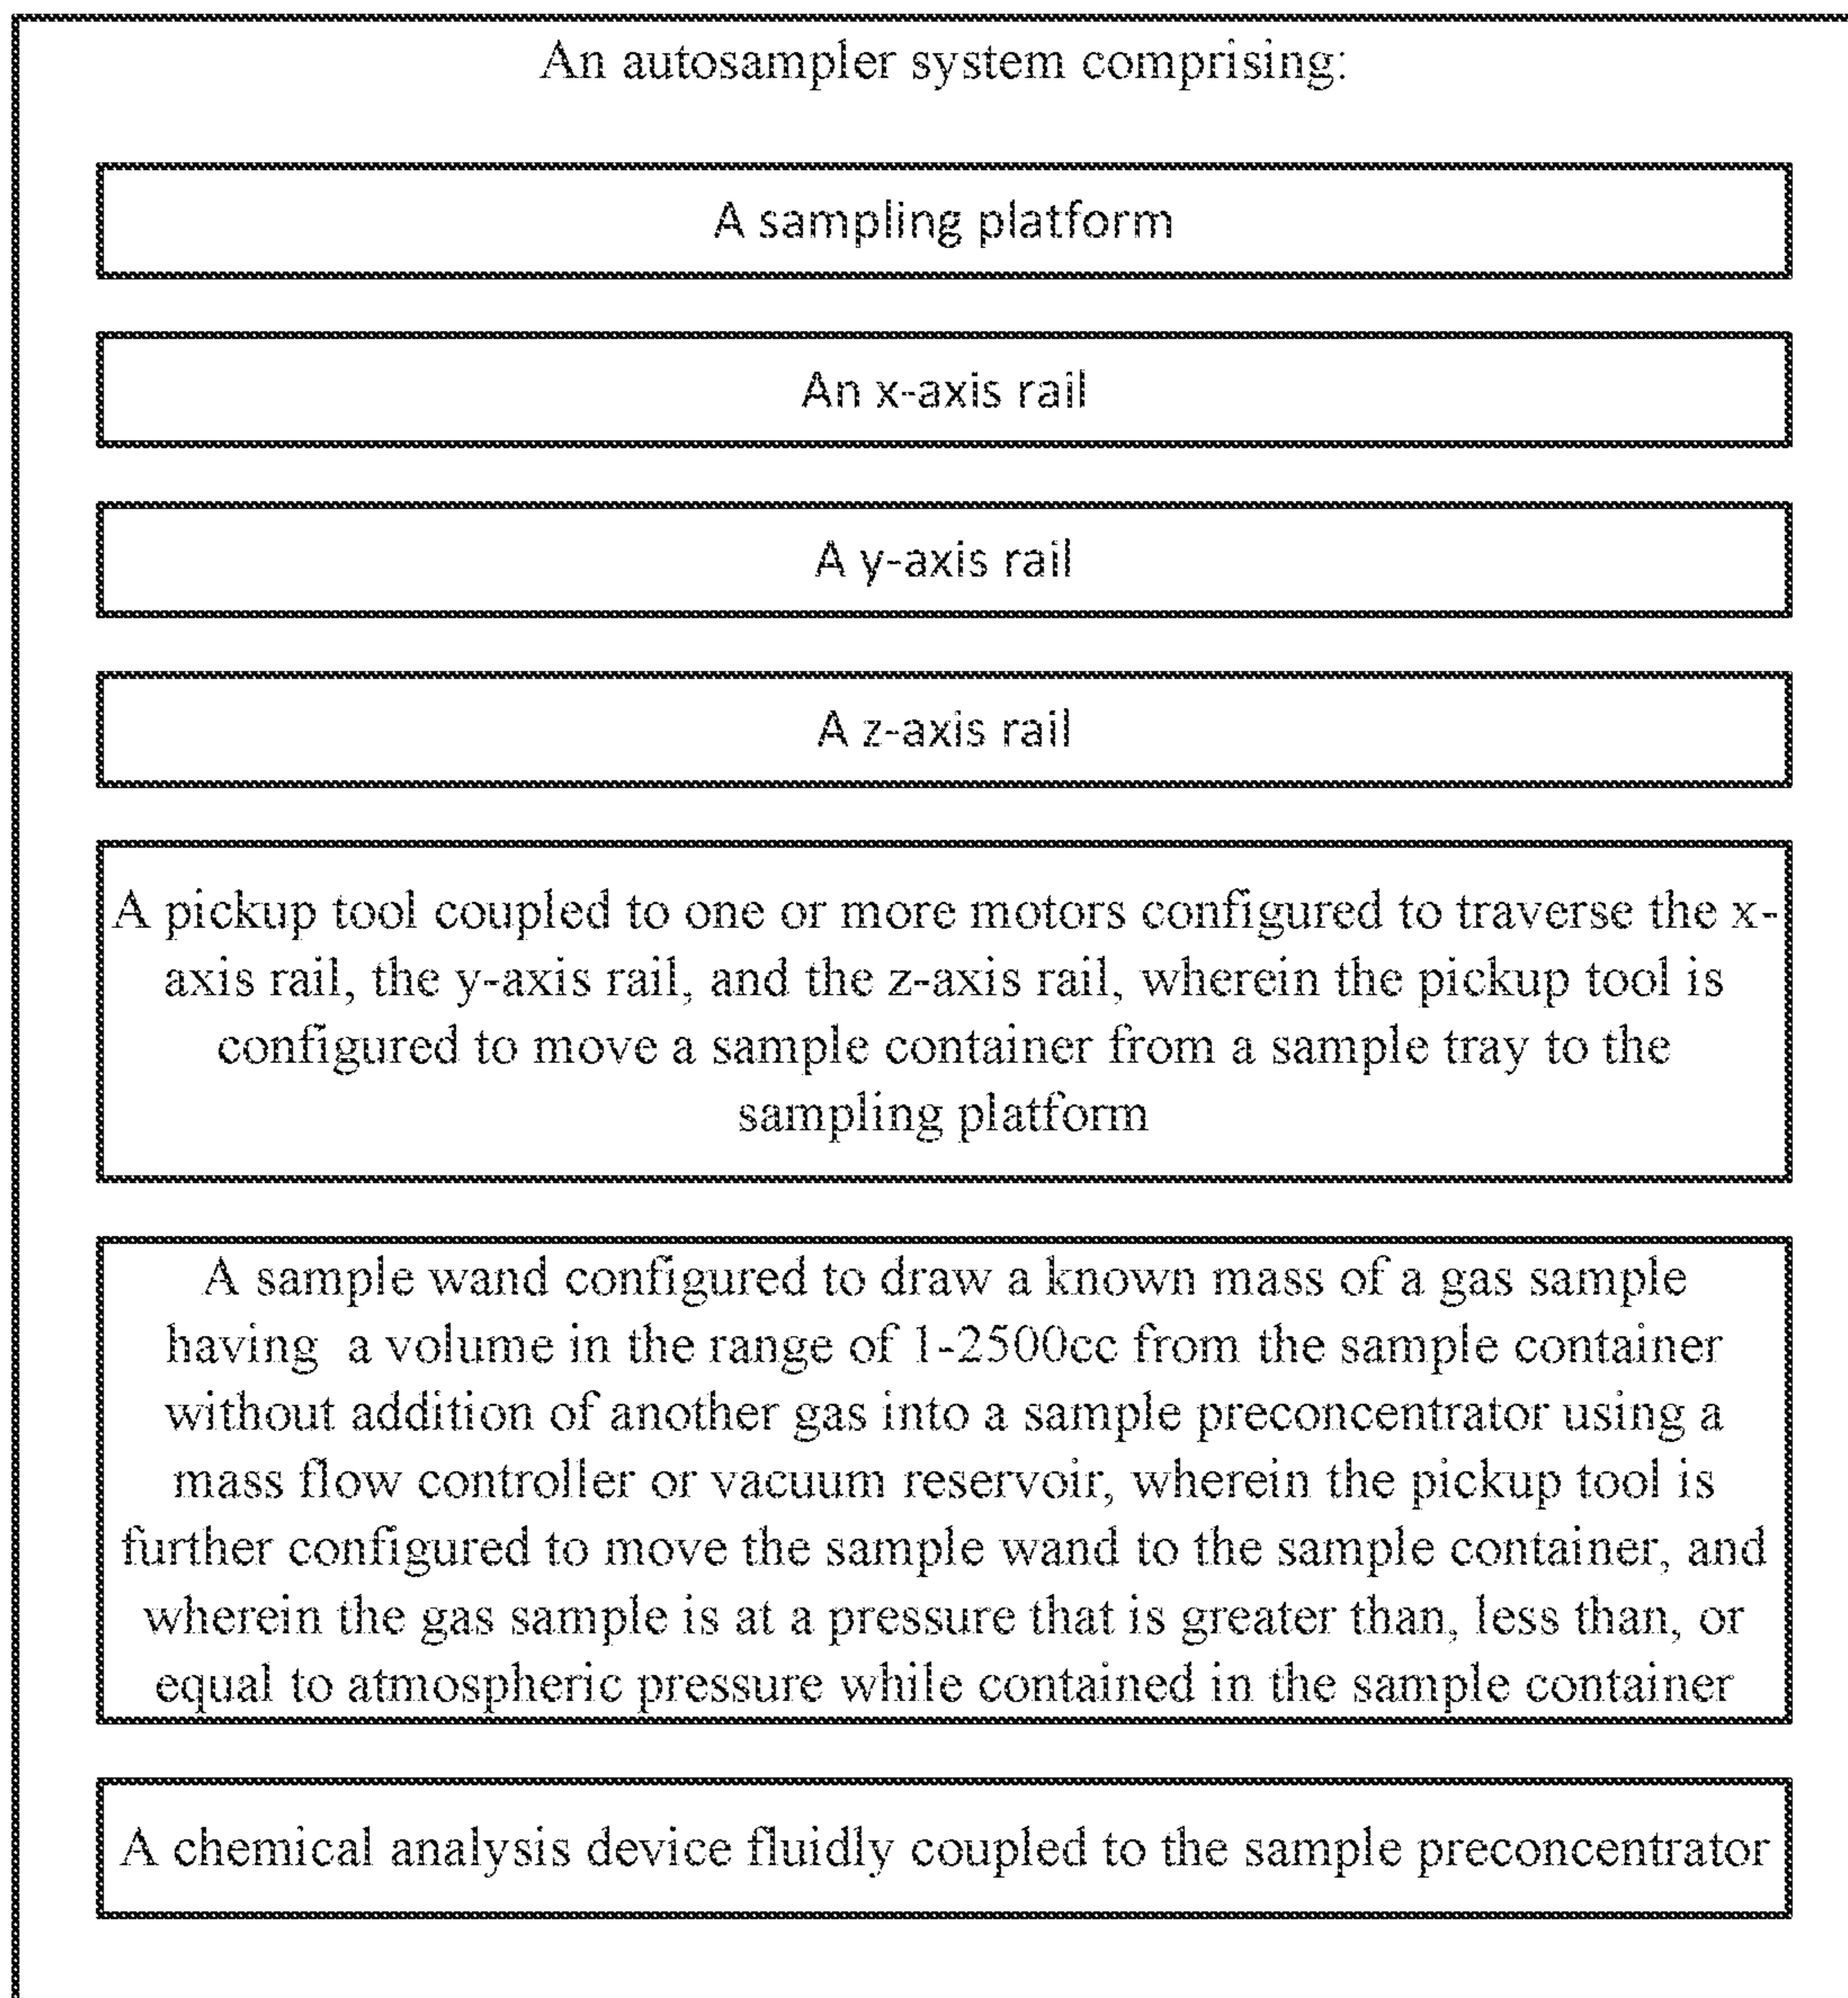 An autosampler system comprising:
A sampling platform
An x-axis rail
A y-axis rail
A z-axis rail
A pickup tool coupled to one or more motors configured to traverse the x-
axis rail, the y-axis rail, and the z-axis rail, wherein the pickup tool is
configured to move a sample container from a sample tray to the
sampling platform
A sample wand configured to draw a known mass of a gas sample
having a volume in the range of 1-2500cc from the sample container
without addition of another gas into a sample preconcentrator using a
mass flow controller or vacuum reservoir, wherein the pickup tool is
further configured to move the sample wand to the sample container, and
wherein the gas sample is at a pressure that is greater than, less than, or
equal to atmospheric pressure while contained in the sample container
A chemical analysis device fluidly coupled to the sample preconcentrator